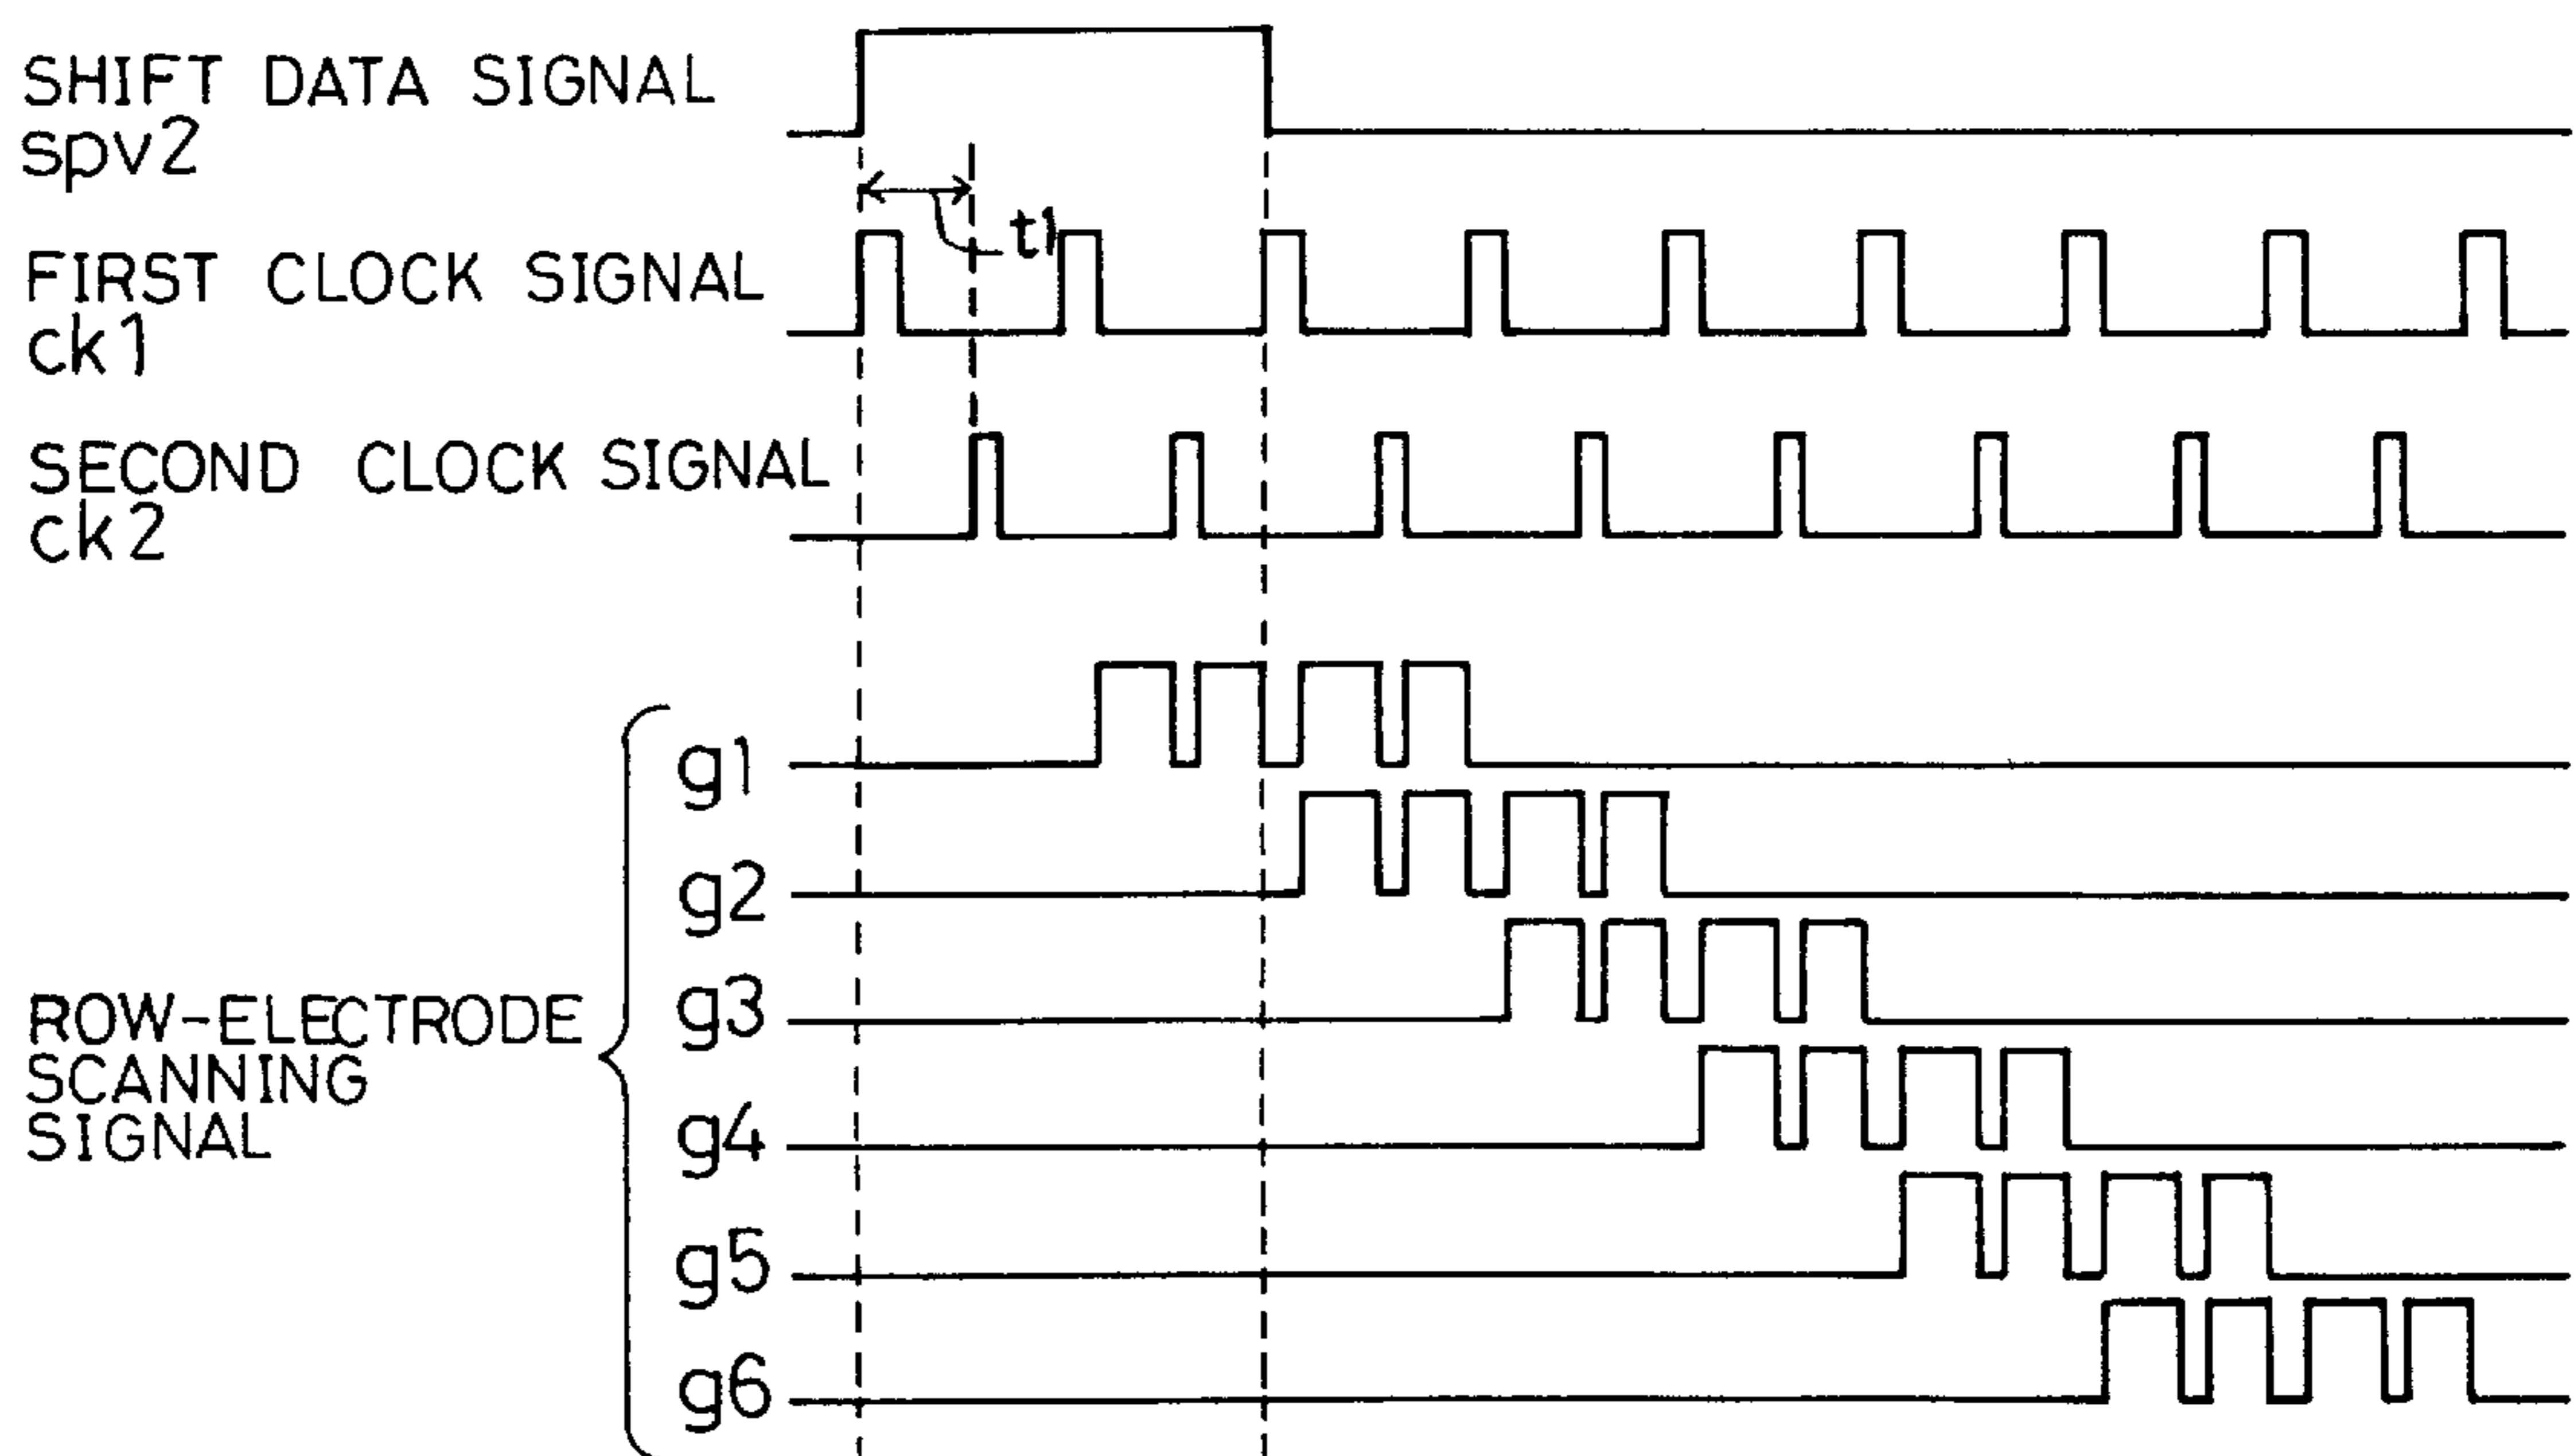 SHIFT DATA SIGNAL
spv2
t1
FIRST CLOCK SIGNAL
ck1
SECOND CLOCK SIGNAL
ck2
g1
g2
g3
ROW-ELECTRODE
SCANNING
SIGNAL
g4
g5
g6